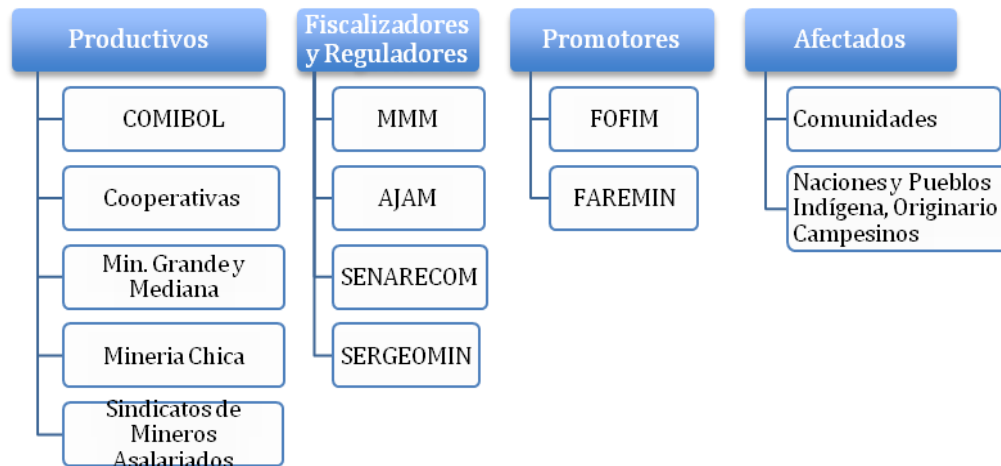 Productivos
COMIBOL
Cooperativas
Min. Grande y
Mediana
Mineria Chica
Sindicatos de
Mineros
Asalariados
Fiscalizadores
y Reguladores
MMM
AJAM
SENARECOM
SERGEOMIN
Promotores
FOFIM
FAREMIN
Afectados
Comunidades
Naciones y Pueblos
Indígena, Originario
Campesinos